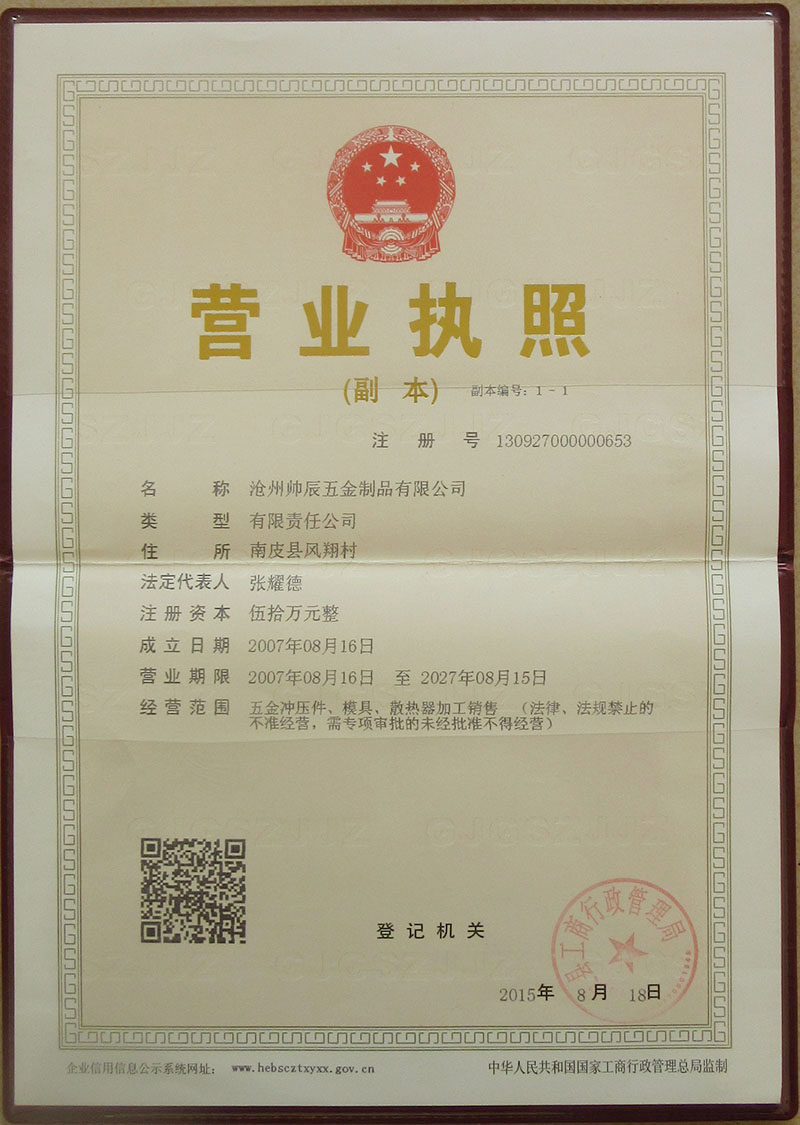 营业执照
(副 本) 副本编号：1 - 1
注 册 号 130927000000653
名 称 沧州帅辰五金制品有限公司
类 型 有限责任公司
住 所 南皮县风翔村
法定代表人 张耀德
注册资本 伍拾万元整
成立日期 2007年08月16日
营业期限 2007年08月16日 至 2027年08月15日
经营范围 五金冲压件、模具、散热器加工销售 （法律、法规禁止的
不准经营，需专项审批的未经批准不得经营）
县工商行政管理局
登记机关
2015年 8月 18日
企业信用信息公示系统网址： www.hebscztxyxx.gov.cn
中华人民共和国国家工商行政管理总局监制